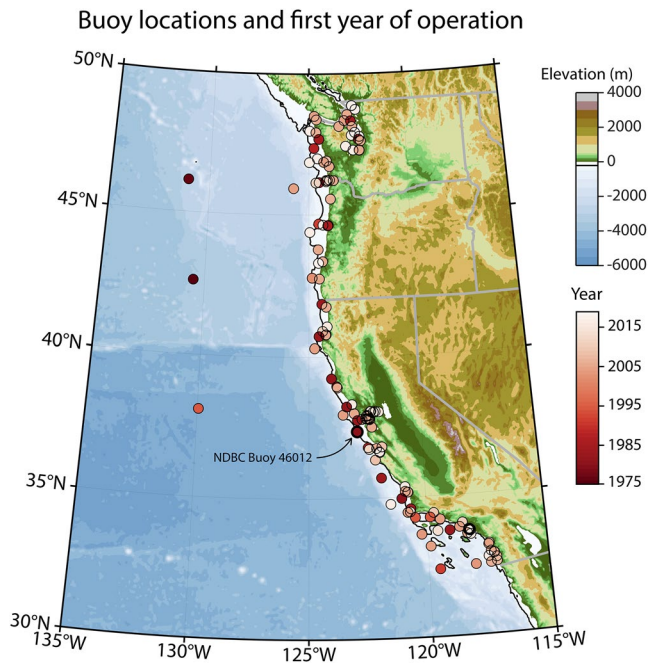 Buoy locations and first year of operation
50°N
45°N
40°N
35°N
30°N
135°W
130°W
125°W
120°W
115°W
NDBC Buoy 46012
Elevation (m)
4000
2000
0
-2000
-4000
-6000
Year
2015
2005
1995
1985
1975